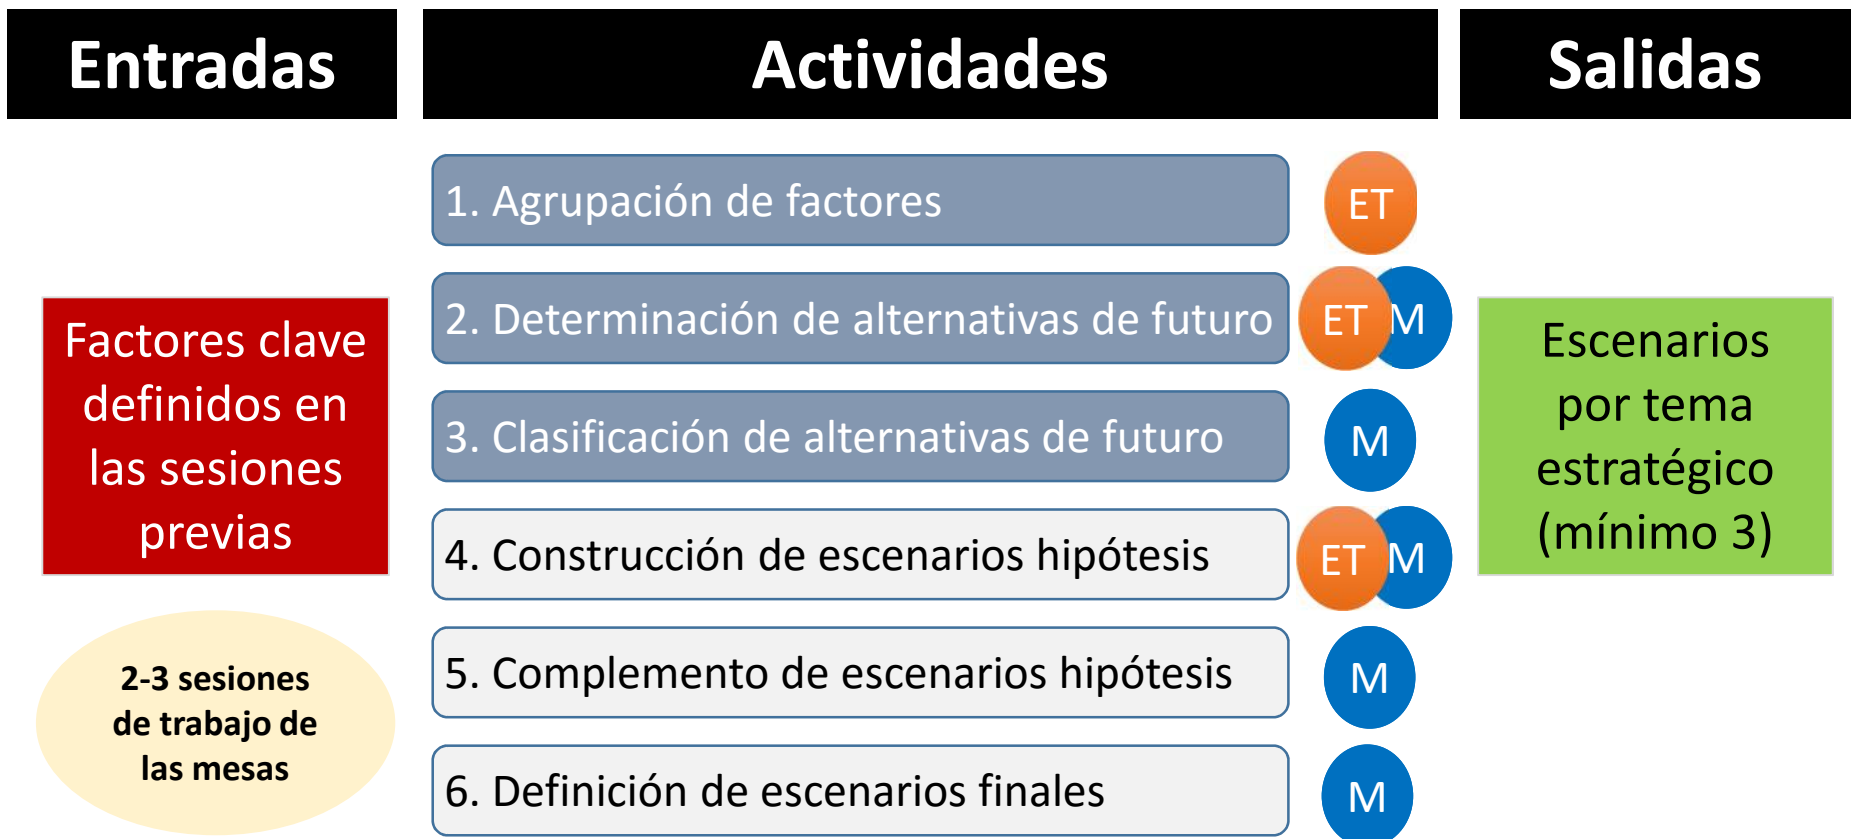 Entradas
Actividades
Salidas
Factores clave
definidos en
las sesiones
previas
2-3 sesiones
de trabajo de
las mesas
1. Agrupación de factores
ET
2. Determinación de alternativas de futuro
ET M
3. Clasificación de alternativas de futuro
M
4. Construcción de escenarios hipótesis
ET M
5. Complemento de escenarios hipótesis
M
6. Definición de escenarios finales
M
Escenarios
por tema
estratégico
(mínimo 3)